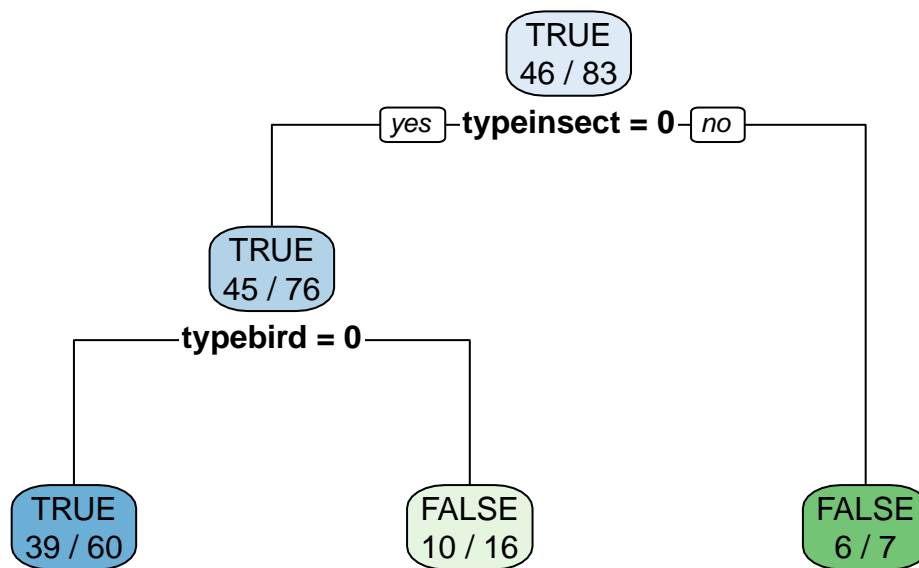 TRUE
46 / 83
yes typeinsect = 0 no
TRUE
45 / 76
typebird = 0
TRUE
39 / 60
FALSE
10 / 16
FALSE
6 / 7